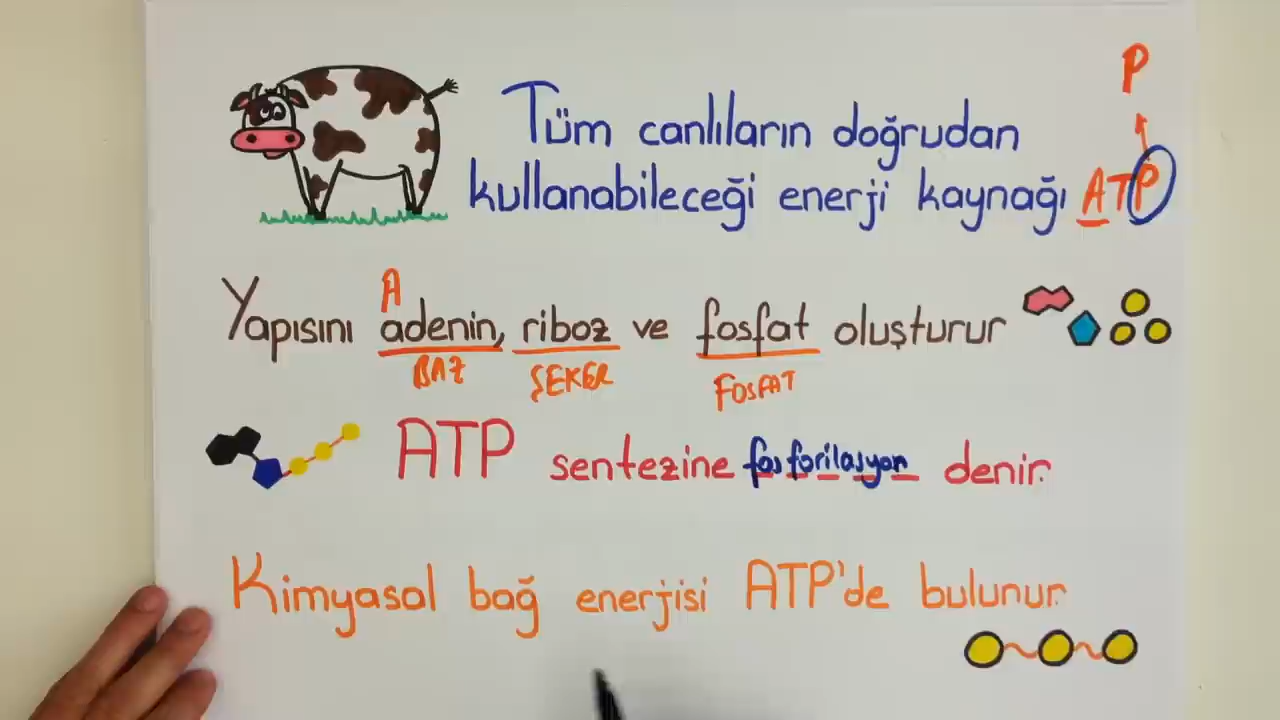 P
Tüm canlıların doğrudan
kullanabileceği enerji kaynağı ATP
A
Yapısını adenin, riboz ve fosfat oluşturur
BAZ ŞEKER FOSFAT
ATP sentezine fosforilasyon denir.
Kimyasal bağ enerjisi ATP'de bulunur.